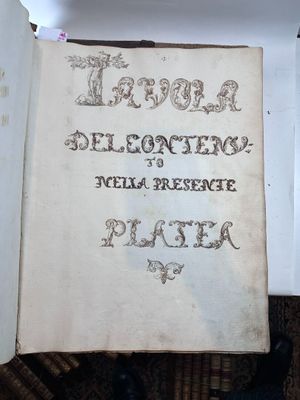 TAVOLA
DEL CONTENU-
TO
NELLA PRESENTE
PLATEA